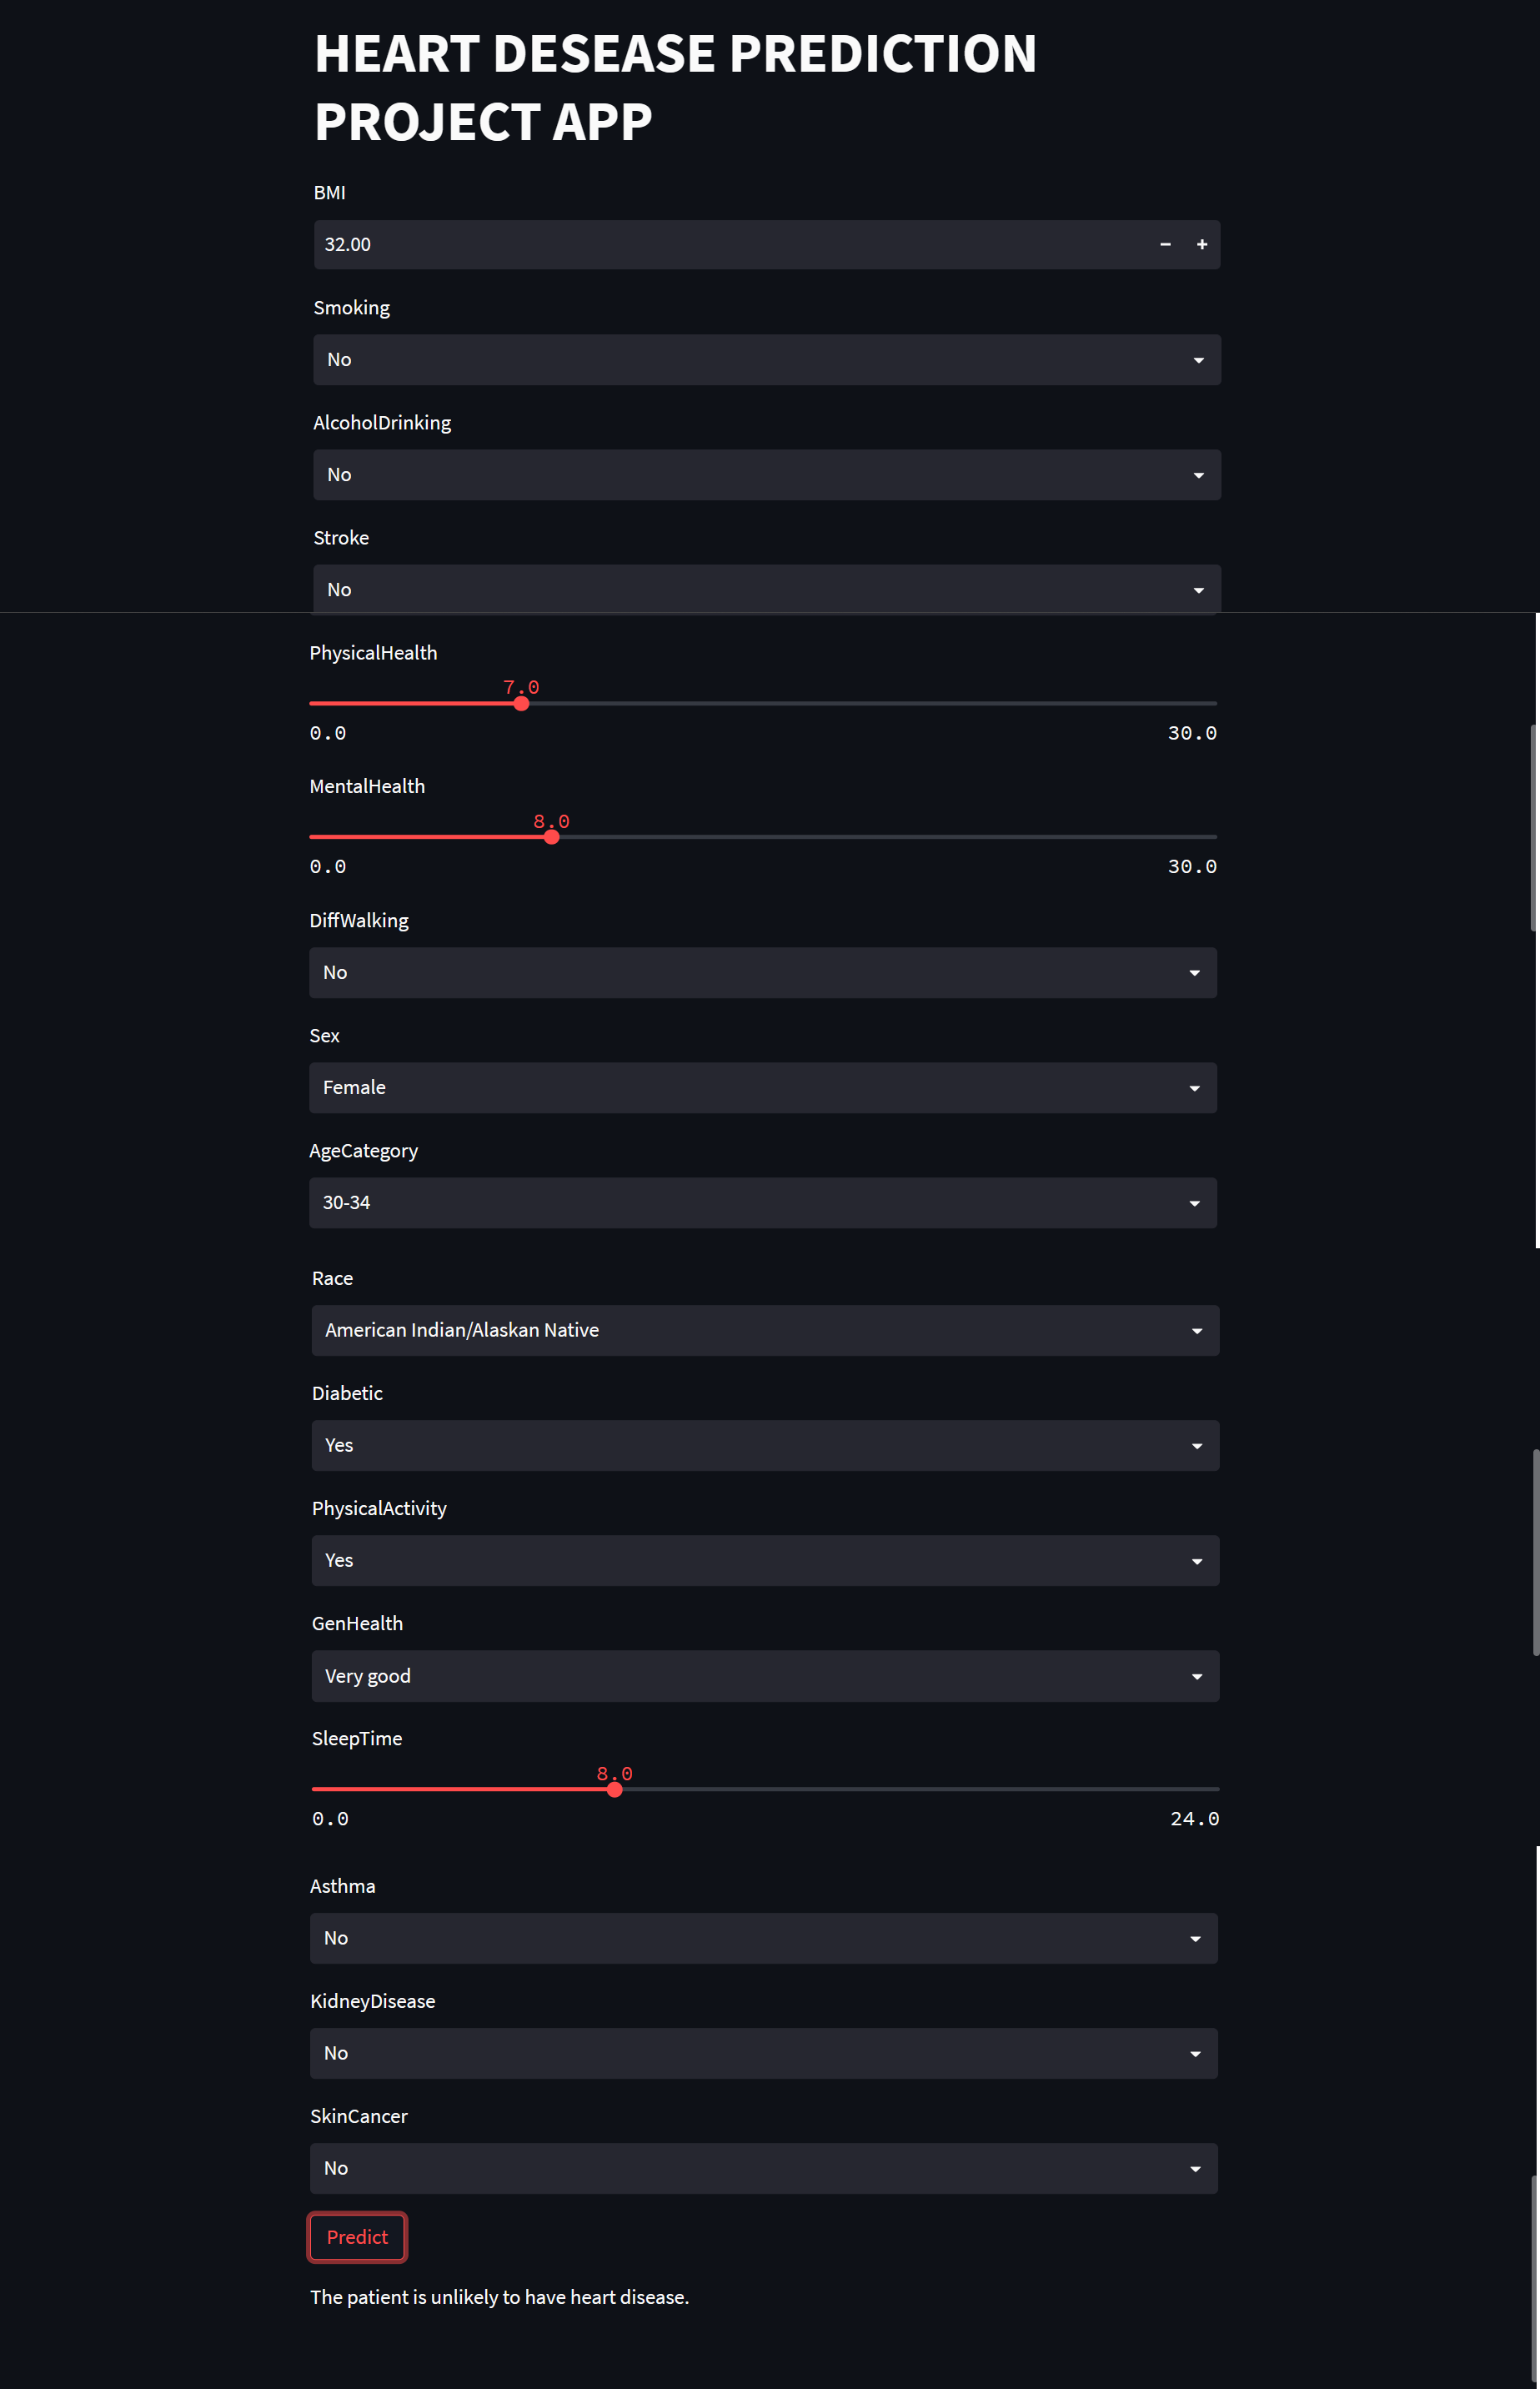 HEART DESEASE PREDICTION
PROJECT APP
BMI
32.00
Smoking
No
AlcoholDrinking
No
Stroke
No
PhysicalHealth
7.0
0.0 30.0
MentalHealth
8.0
0.0 30.0
DiffWalking
No
Sex
Female
AgeCategory
30-34
Race
American Indian/Alaskan Native
Diabetic
Yes
PhysicalActivity
Yes
GenHealth
Very good
SleepTime
8.0
0.0 24.0
Asthma
No
KidneyDisease
No
SkinCancer
No
Predict
The patient is unlikely to have heart disease.